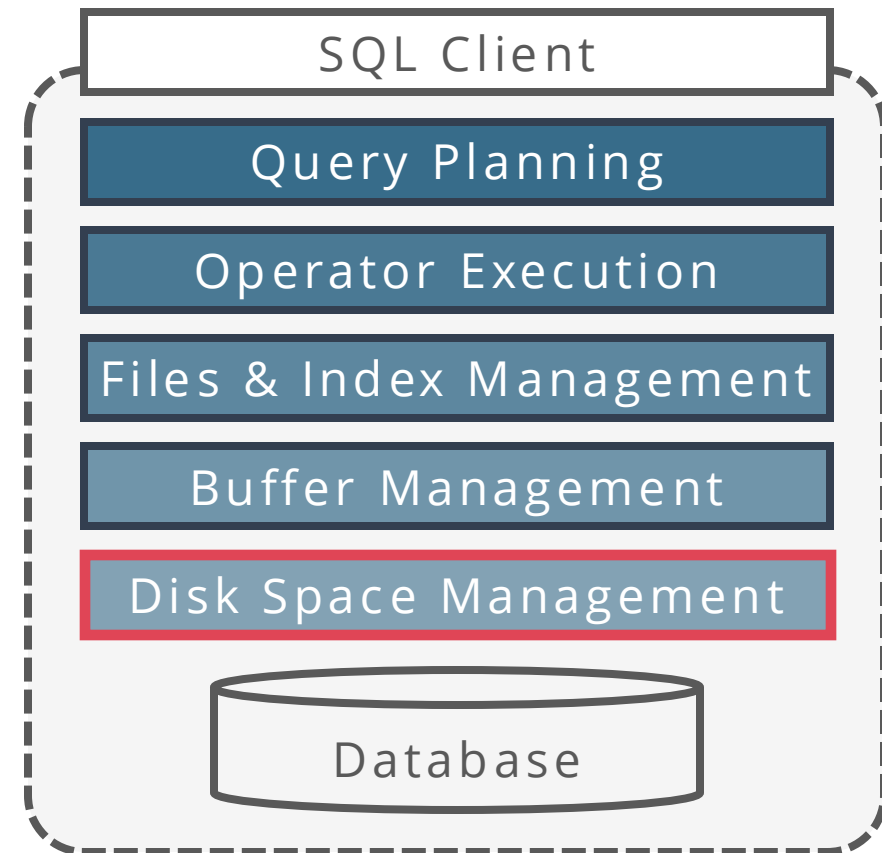 SQL Client
Query Planning
Operator Execution
Files & Index Management
Buffer Management
Disk Space Management
Database